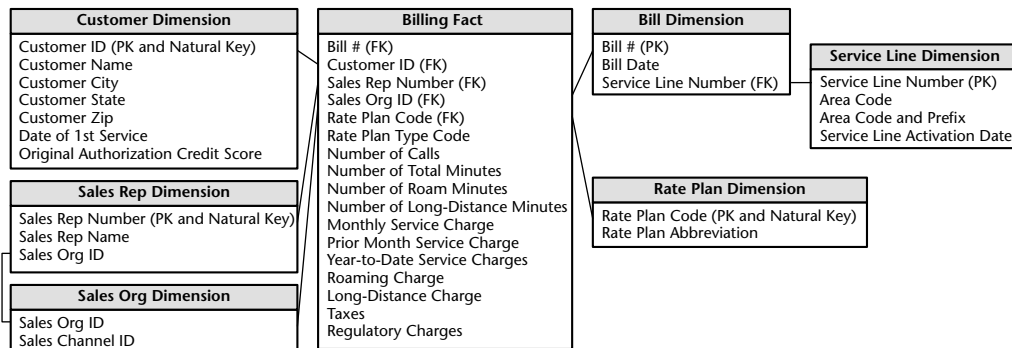 Customer Dimension
Customer ID (PK and Natural Key)
Customer Name
Customer City
Customer State
Customer Zip
Date of 1st Service
Original Authorization Credit Score
Sales Rep Dimension
Sales Rep Number (PK and Natural Key)
Sales Rep Name
Sales Org ID
Sales Org Dimension
Sales Org ID
Sales Channel ID
Billing Fact
Bill # (FK)
Customer ID (FK)
Sales Rep Number (FK)
Sales Org ID (FK)
Rate Plan Code (FK)
Rate Plan Type Code
Number of Calls
Number of Total Minutes
Number of Roam Minutes
Number of Long-Distance Minutes
Monthly Service Charge
Prior Month Service Charge
Year-to-Date Service Charges
Roaming Charge
Long-Distance Charge
Taxes
Regulatory Charges
Bill Dimension
Bill # (PK)
Bill Date
Service Line Number (FK)
Service Line Dimension
Service Line Number (PK)
Area Code
Area Code and Prefix
Service Line Activation Date
Rate Plan Dimension
Rate Plan Code (PK and Natural Key)
Rate Plan Abbreviation